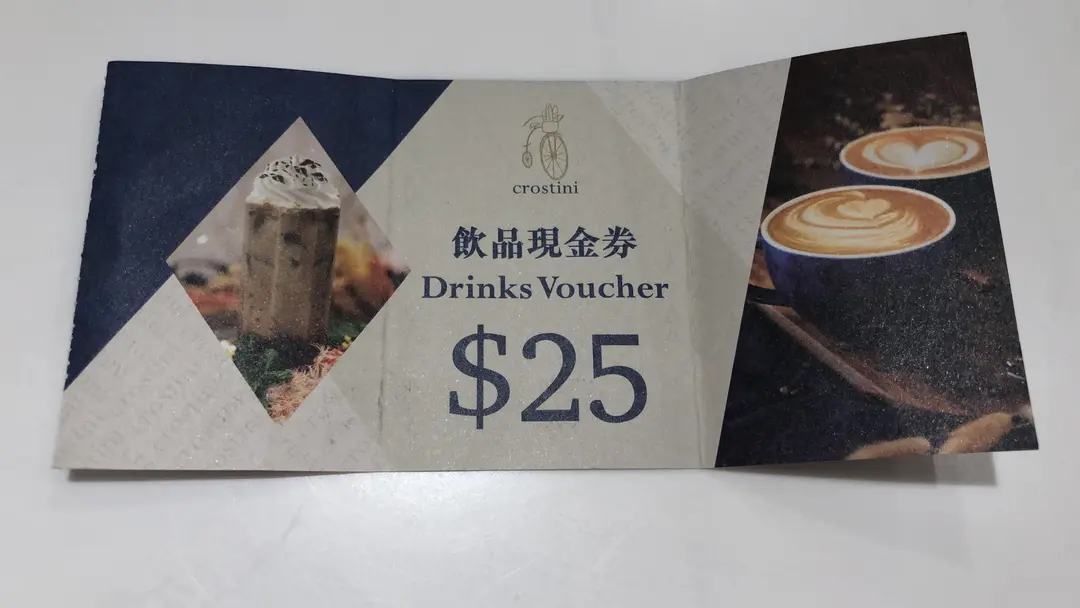 crostini
飲品現金券
Drinks Voucher
$25